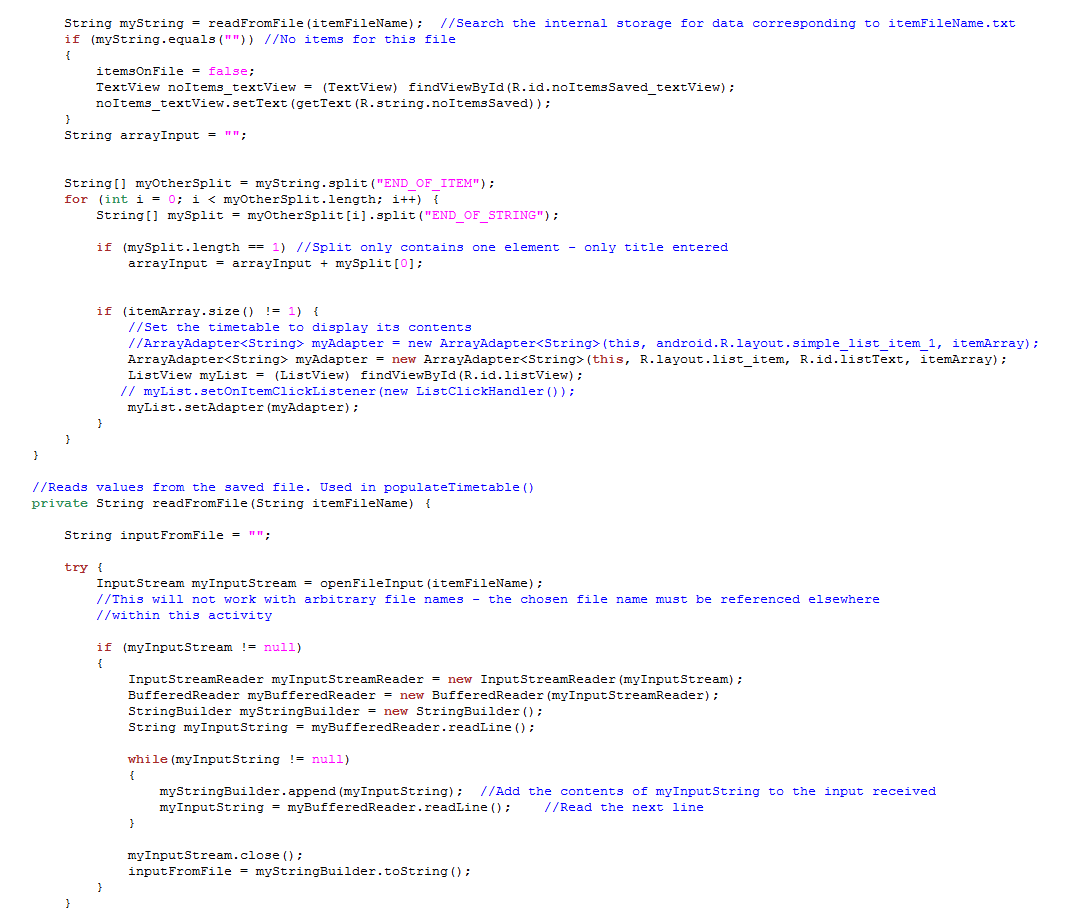 String myString = readFromFile(itemFileName);  //Search the internal storage for data corresponding to itemFileName.txt
if (myString.equals("")) //No items for this file
{
itemsOnFile = false;
TextView noItems_textView = (TextView) findViewById(R.id.noItemsSaved_textView);
noItems_textView.setText(getText(R.string.noItemsSaved));
}
String arrayInput = "";
String[] myOtherSplit = myString.split("END_OF_ITEM");
for (int i = 0; i < myOtherSplit.length; i++) {
String[] mySplit = myOtherSplit[i].split("END_OF_STRING");
if (mySplit.length == 1) //Split only contains one element - only title entered
arrayInput = arrayInput + mySplit[0];
if (itemArray.size() != 1) {
//Set the timetable to display its contents
//ArrayAdapter<String> myAdapter = new ArrayAdapter<String>(this, android.R.layout.simple_list_item_1, itemArray);
ArrayAdapter<String> myAdapter = new ArrayAdapter<String>(this, R.layout.list_item, R.id.listText, itemArray);
ListView myList = (ListView) findViewById(R.id.listView);
// myList.setOnItemClickListener(new ListClickHandler());
myList.setAdapter(myAdapter);
}
}
}
//Reads values from the saved file. Used in populateTimetable()
private String readFromFile(String itemFileName) {
String inputFromFile = "";
try {
InputStream myInputStream = openFileInput(itemFileName);
//This will not work with arbitrary file names - the chosen file name must be referenced elsewhere
//within this activity
if (myInputStream != null)
{
InputStreamReader myInputStreamReader = new InputStreamReader(myInputStream);
BufferedReader myBufferedReader = new BufferedReader(myInputStreamReader);
StringBuilder myStringBuilder = new StringBuilder();
String myInputString = myBufferedReader.readLine();
while(myInputString != null)
{
myStringBuilder.append(myInputString);  //Add the contents of myInputString to the input received
myInputString = myBufferedReader.readLine();    //Read the next line
}
myInputStream.close();
inputFromFile = myStringBuilder.toString();
}
}